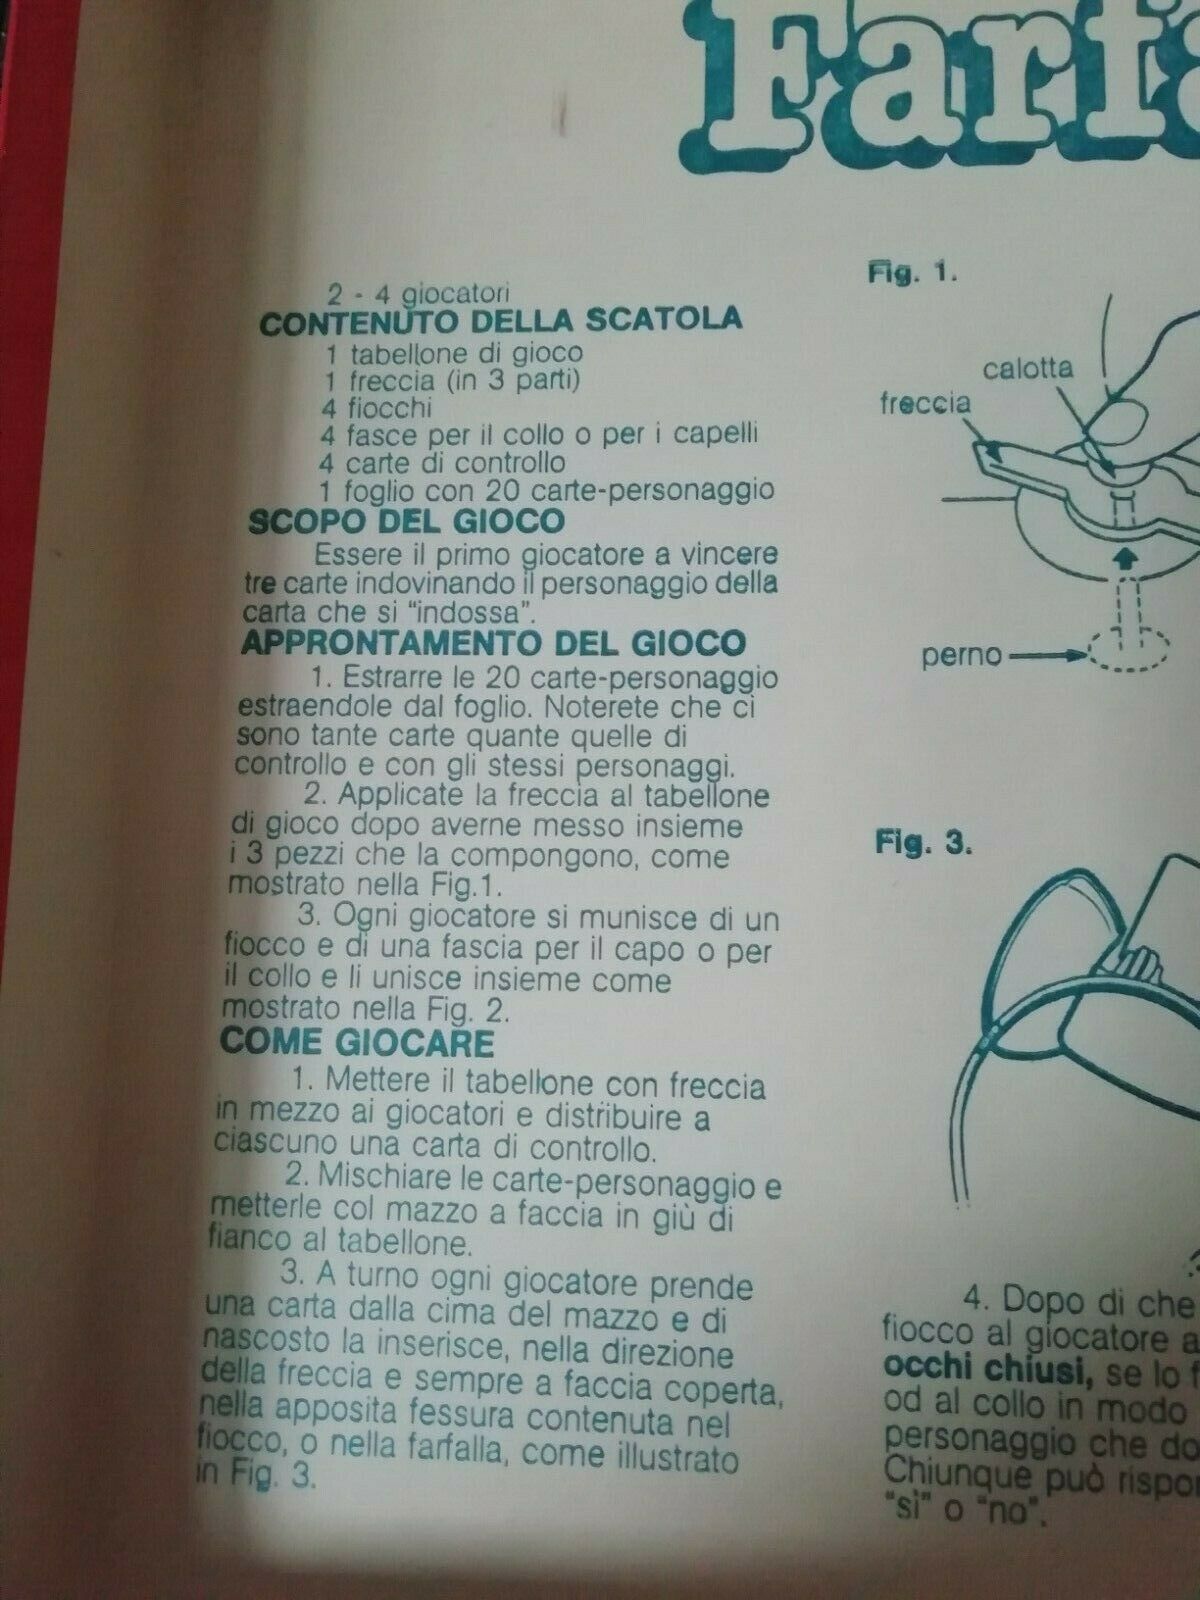 Farfa
2 - 4 giocatori
CONTENUTO DELLA SCATOLA
1 tabellone di gioco
1 freccia (in 3 parti)
4 fiocchi
4 fasce per il collo o per i capelli
4 carte di controllo
1 foglio con 20 carte-personaggio
SCOPO DEL GIOCO
Essere il primo giocatore a vincere
tre carte indovinando il personaggio della
carta che si "indossa".
APPRONTAMENTO DEL GIOCO
1. Estrarre le 20 carte-personaggio
estraendole dal foglio. Noterete che ci
sono tante carte quante quelle di
controllo e con gli stessi personaggi.
2. Applicate la freccia al tabellone
di gioco dopo averne messo insieme
i 3 pezzi che la compongono, come
mostrato nella Fig.1.
3. Ogni giocatore si munisce di un
fiocco e di una fascia per il capo o per
il collo e li unisce insieme come
mostrato nella Fig. 2.
COME GIOCARE
1. Mettere il tabellone con freccia
in mezzo ai giocatori e distribuire a
ciascuno una carta di controllo.
2. Mischiare le carte-personaggio e
metterle col mazzo a faccia in giù di
fianco al tabellone.
3. A turno ogni giocatore prende
una carta dalla cima del mazzo e di
nascosto la inserisce, nella direzione
della freccia e sempre a faccia coperta,
nella apposita fessura contenuta nel
fiocco, o nella farfalla, come illustrato
in Fig. 3.
Fig. 1.
calotta
freccia
perno
Fig. 3.
4. Dopo di che
fiocco al giocatore a
occhi chiusi, se lo f
od al collo in modo
personaggio che do
Chiunque può rispon
"sì" o "no".